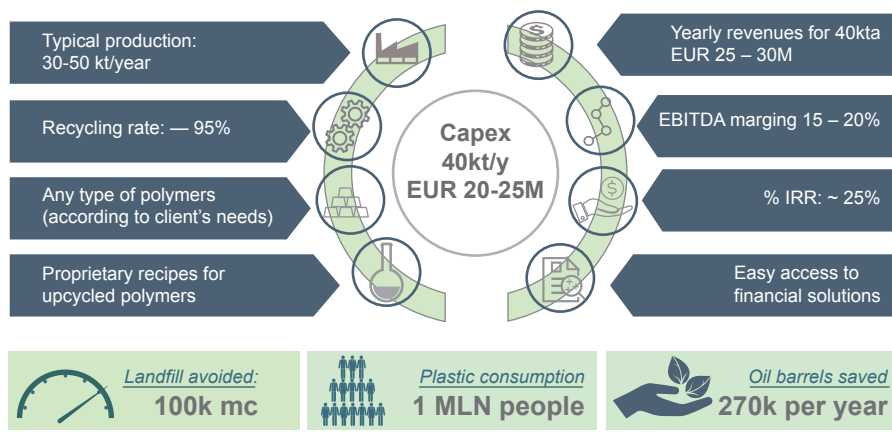 Typical production:
30-50 kt/year
Recycling rate: — 95%
Any type of polymers
(according to client's needs)
Proprietary recipes for
upcycled polymers
Capex
40kt/y
EUR 20-25M
Yearly revenues for 40kta
EUR 25 – 30M
EBITDA marging 15 – 20%
% IRR: ~ 25%
Easy access to
financial solutions
Landfill avoided:
100k mc
Plastic consumption
1 MLN people
Oil barrels saved
270k per year